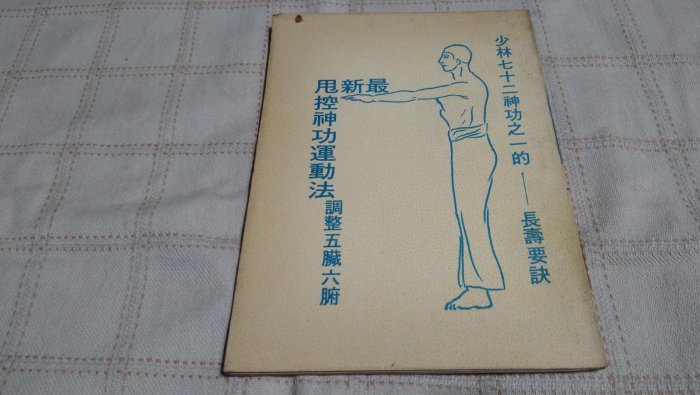 少林七十二神功之一的——長壽要訣
最新
甩控神功運動法
調整五臟六腑